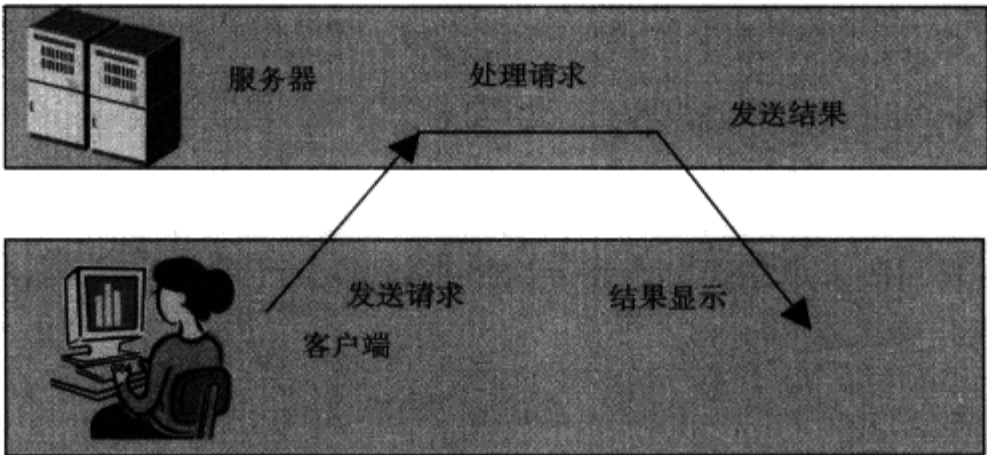 服务器
处理请求
发送结果
发送请求
结果显示
客户端